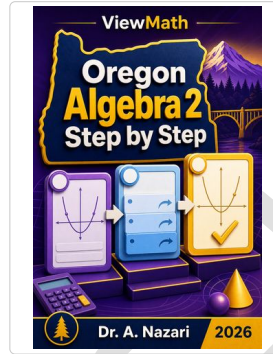 ViewMath
Oregon
Algebra 2
Step by Step
Dr. A. Nazari
2026